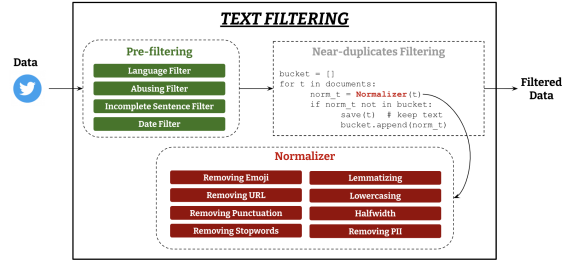 TEXT FILTERING
Pre-filtering
Near-duplicates Filtering
Data
Language Filter
Abusing Filter
Incomplete Sentence Filter
Date Filter
bucket = []
for t in documents:
norm_t = Normalizer(t)
if norm_t not in bucket:
save(t) # keep text
bucket.append(norm_t)
Filtered
Data
Normalizer
Removing Emoji
Lemmatizing
Removing URL
Lowercasing
Removing Punctuation
Halfwidth
Removing Stopwords
Removing PII